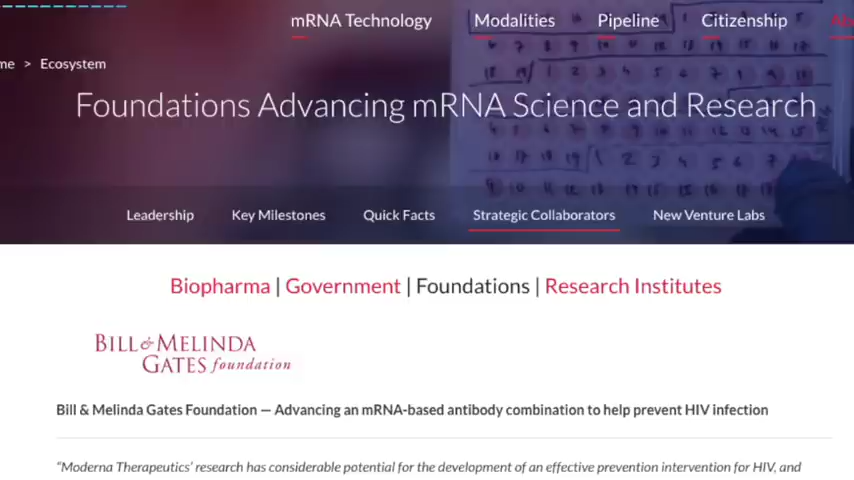 mRNA Technology Modalities Pipeline Citizenship
> Ecosystem
Foundations Advancing mRNA Science and Research
Leadership Key Milestones Quick Facts Strategic Collaborators New Venture Labs
Biopharma | Government | Foundations | Research Institutes
BILL & MELINDA
GATES foundation
Bill & Melinda Gates Foundation — Advancing an mRNA-based antibody combination to help prevent HIV infection
“Moderna Therapeutics’ research has considerable potential for the development of an effective prevention intervention for HIV, and